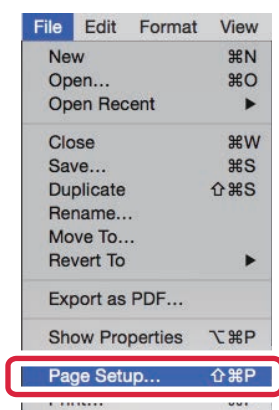 File Edit Format View
New ⌘N
Open... ⌘O
Open Recent ▶
Close ⌘W
Save... ⌘S
Duplicate ⇧⌘S
Rename...
Move To...
Revert To ▶
Export as PDF...
Show Properties ⌥⌘P
Page Setup... ⇧⌘P